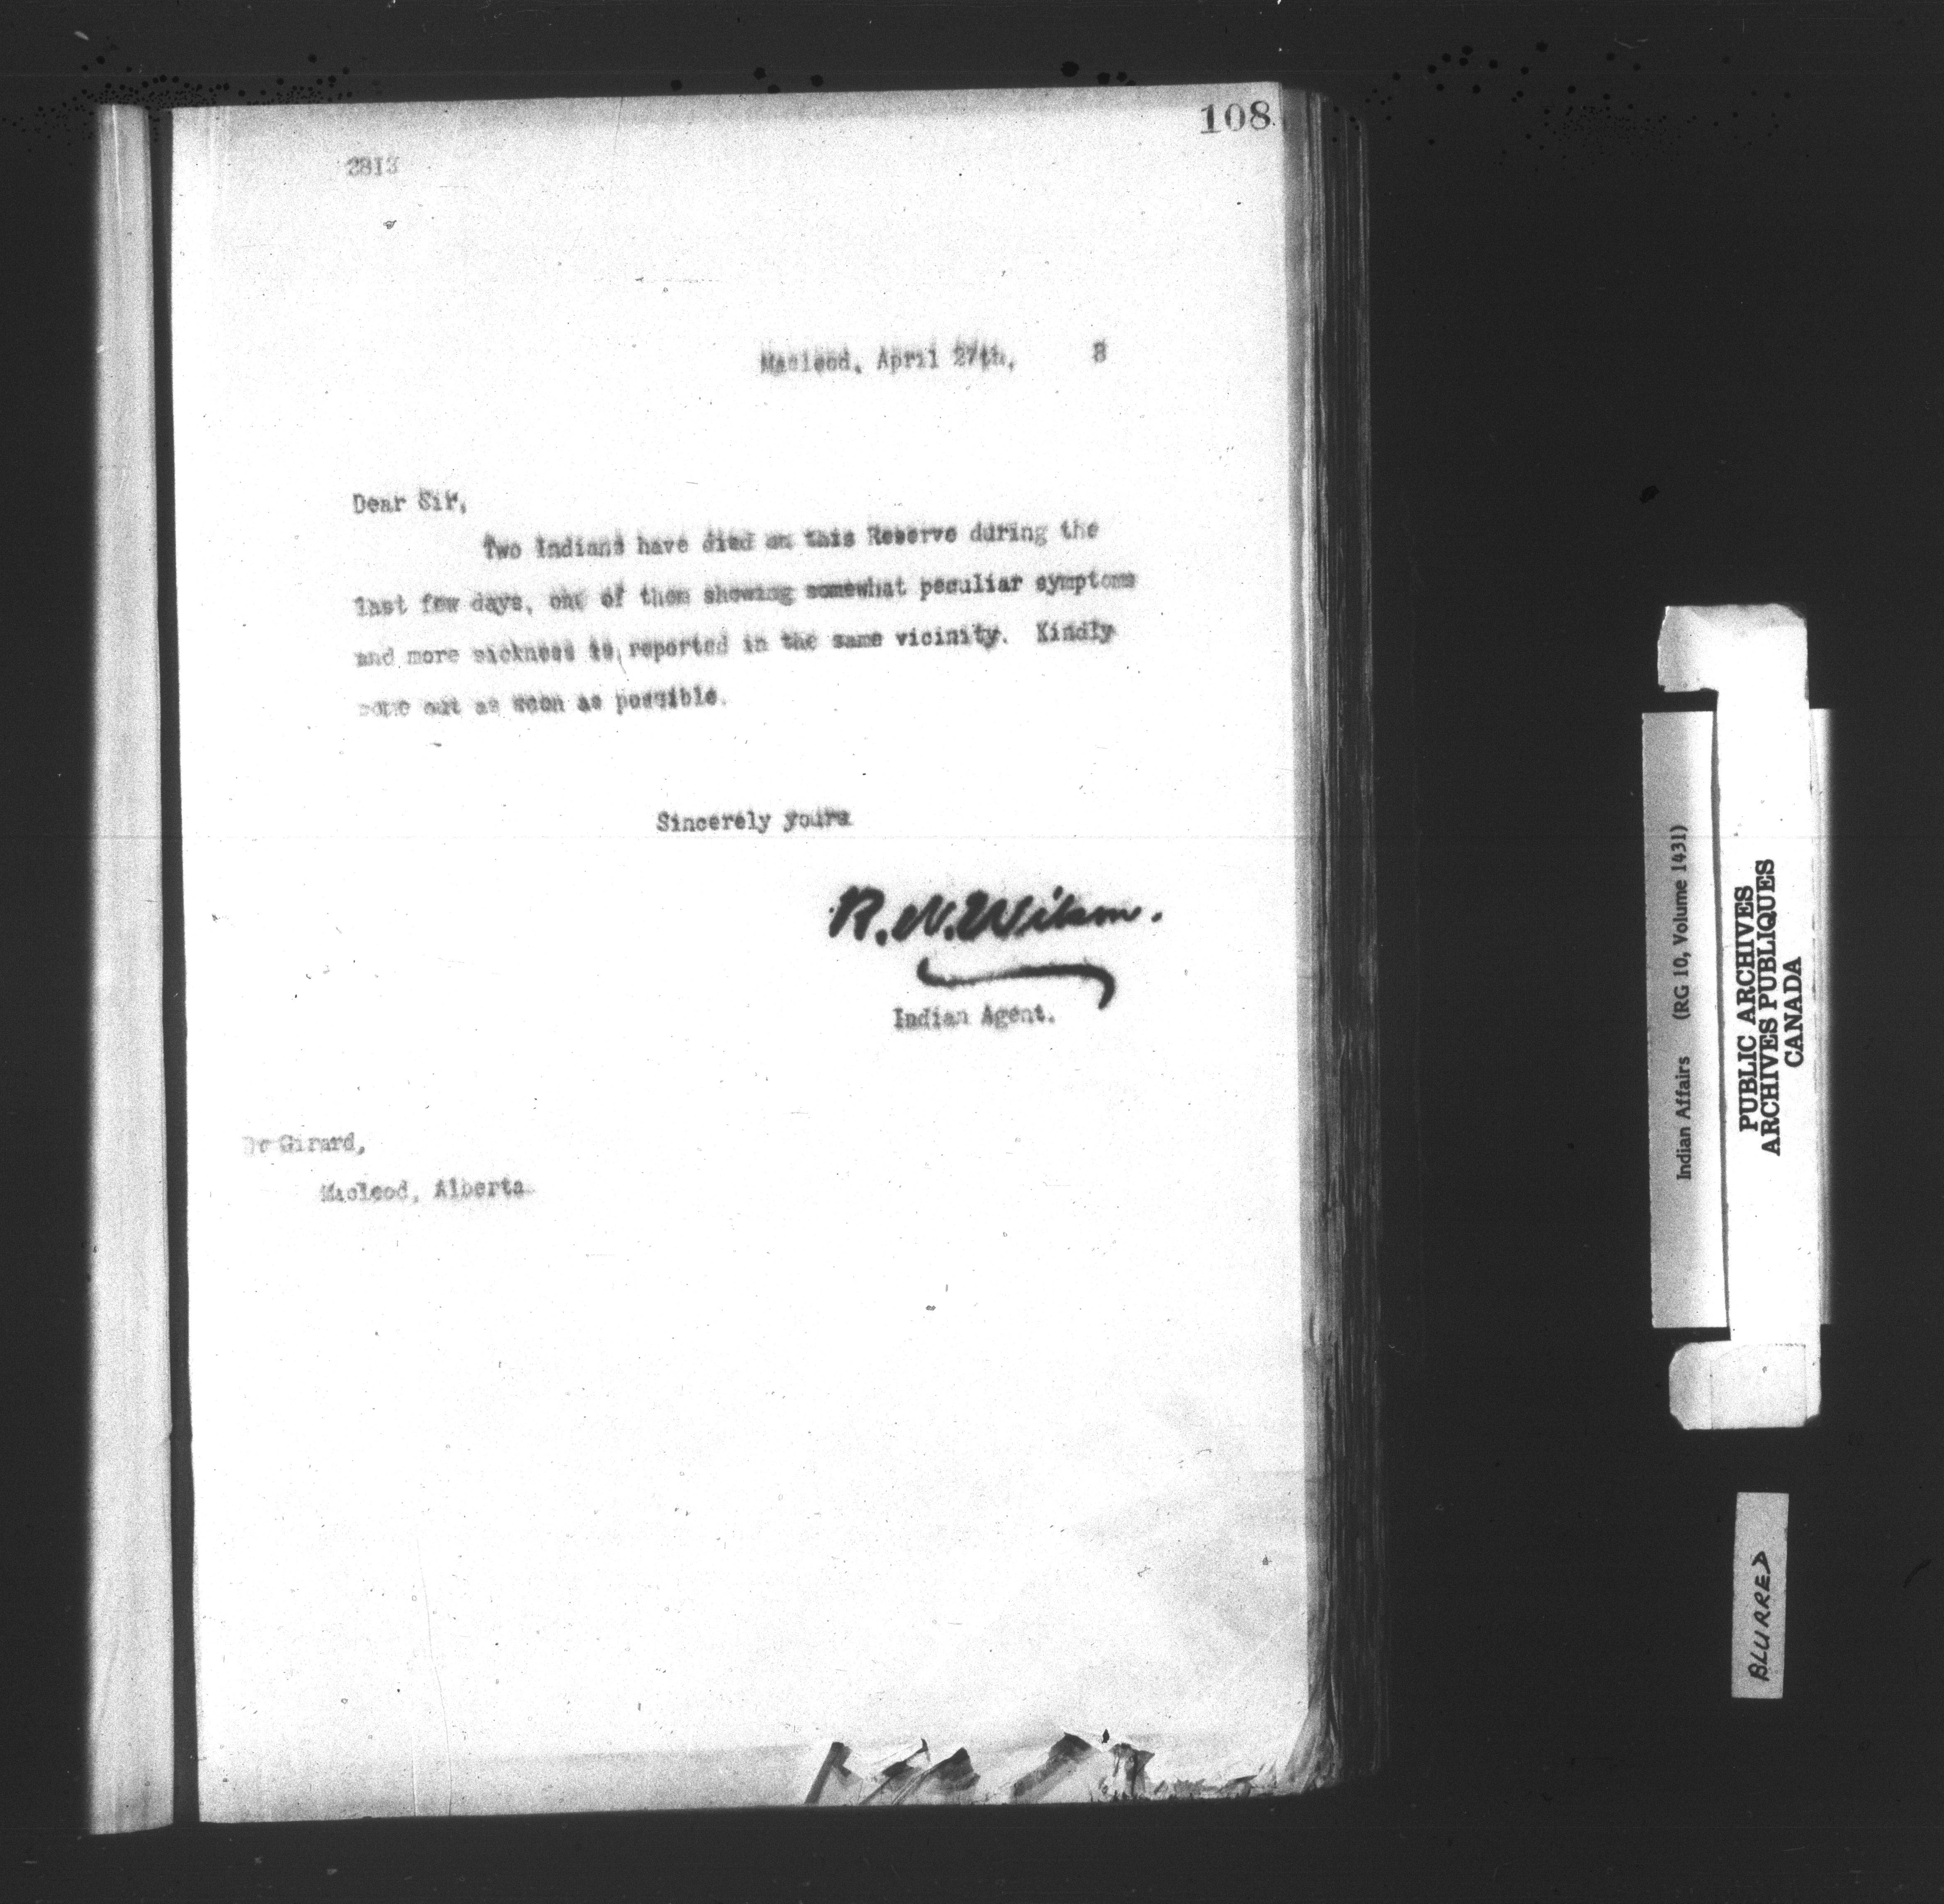 108
2813
Macleod, April 27th, 8
Dear Sir,
Two Indians have died on this Reserve during the
last few days, one of them showing somewhat peculiar symptoms
and more sickness is reported in the same vicinity. Kindly
come out as soon as possible.
Sincerely yours
R.N.Wilson.
Indian Agent.
Dr Girard,
Macleod, Alberta.
Indian Affairs (RG 10, Volume 1431)
PUBLIC ARCHIVES
ARCHIVES PUBLIQUES
CANADA
BLURRED